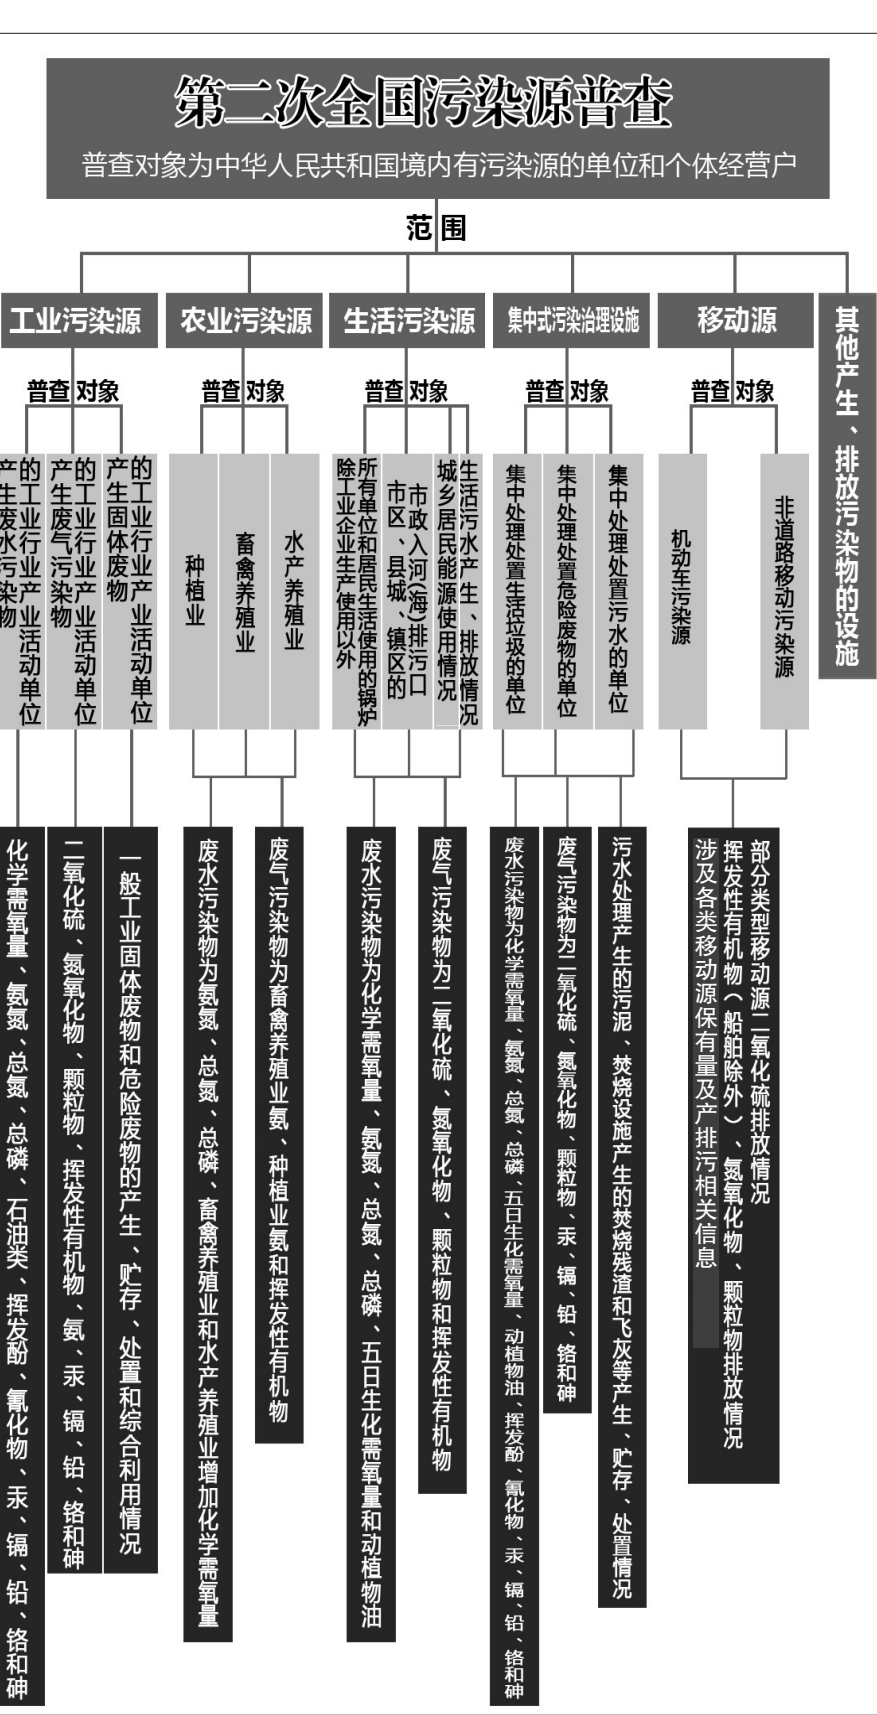 第二次全国污染源普查
普查对象为中华人民共和国境内有污染源的单位和个体经营户
范围
工业污染源
农业污染源
生活污染源
集中式污染治理设施
移动源
其他产生、排放污染物的设施
普查对象
普查对象
普查对象
普查对象
普查对象
产生废水污染物
的工业行业产业活动单位
产生废气污染物
的工业行业产业活动单位
产生固体废物
的工业行业产业活动单位
种植业
畜禽养殖业
水产养殖业
除工业企业生产使用以外
所有单位和居民生活使用的锅炉
市区、县城、镇区的
市政入河(海)排污口
城乡居民能源使用情况
生活污水产生、排放情况
集中处理处置生活垃圾的单位
集中处理处置危险废物的单位
集中处理处置污水的单位
机动车污染源
非道路移动污染源
化学需氧量、氨氮、总氮、总磷、石油类、挥发酚、氰化物、汞、镉、铅、铬和砷
二氧化硫、氮氧化物、颗粒物、挥发性有机物、氨、汞、镉、铅、铬和砷
一般工业固体废物和危险废物的产生、贮存、处置和综合利用情况
废水污染物为氨氮、总氮、总磷、畜禽养殖业和水产养殖业增加化学需氧量
废气污染物为畜禽养殖业氨、种植业氨和挥发性有机物
废水污染物为化学需氧量、氨氮、总氮、总磷、五日生化需氧量和动植物油
废气污染物为二氧化硫、氮氧化物、颗粒物和挥发性有机物
废水污染物为化学需氧量、氨氮、总氮、总磷、五日生化需氧量、动植物油、挥发酚、氰化物、汞、镉、铅、铬和砷
废气污染物为二氧化硫、氮氧化物、颗粒物、汞、镉、铅、铬和砷
污水处理产生的污泥、焚烧设施产生的焚烧残渣和飞灰等产生、贮存、处置情况
涉及各类移动源保有量及产排污相关信息
挥发性有机物(船舶除外)、氮氧化物、颗粒物排放情况
部分类型移动源二氧化硫排放情况